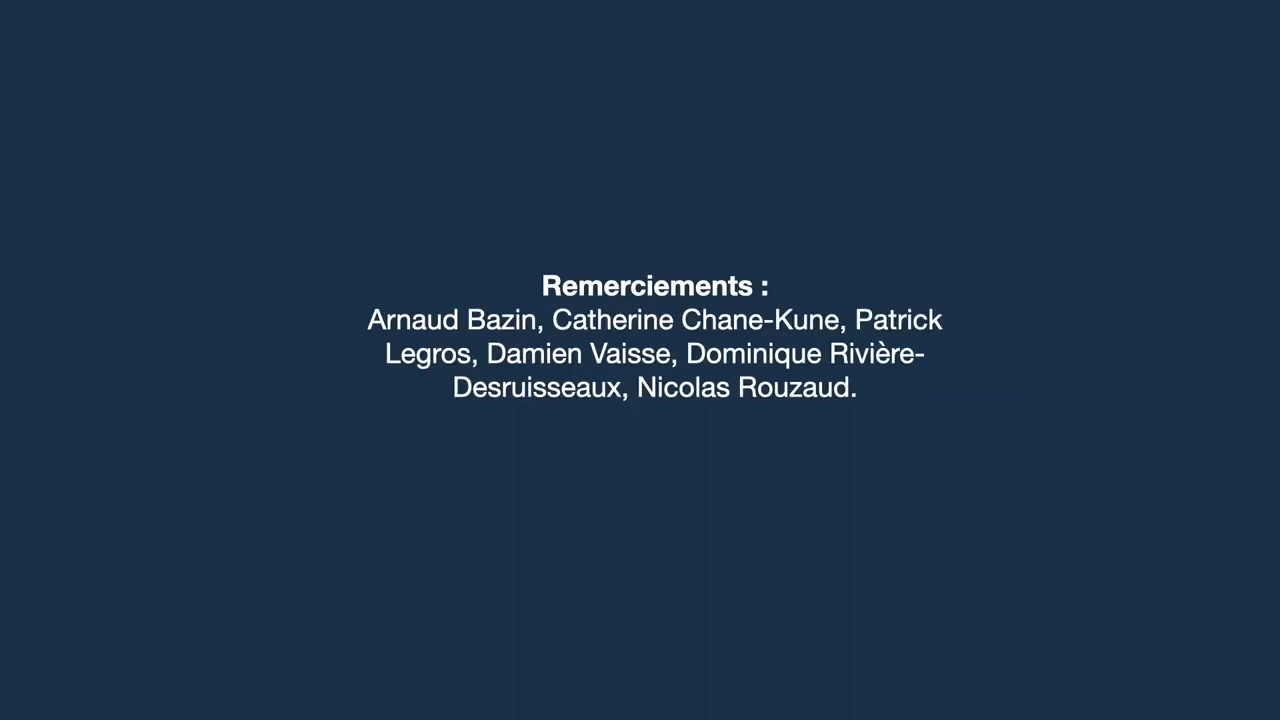 Remerciements :
Arnaud Bazin, Catherine Chane-Kune, Patrick
Legros, Damien Vaisse, Dominique Rivière-
Desruisseaux, Nicolas Rouzaud.